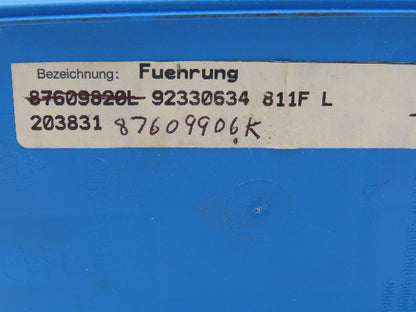 Bezeichnung: Fuehrung
87609820L 92330634 811F L
203831 87609906K